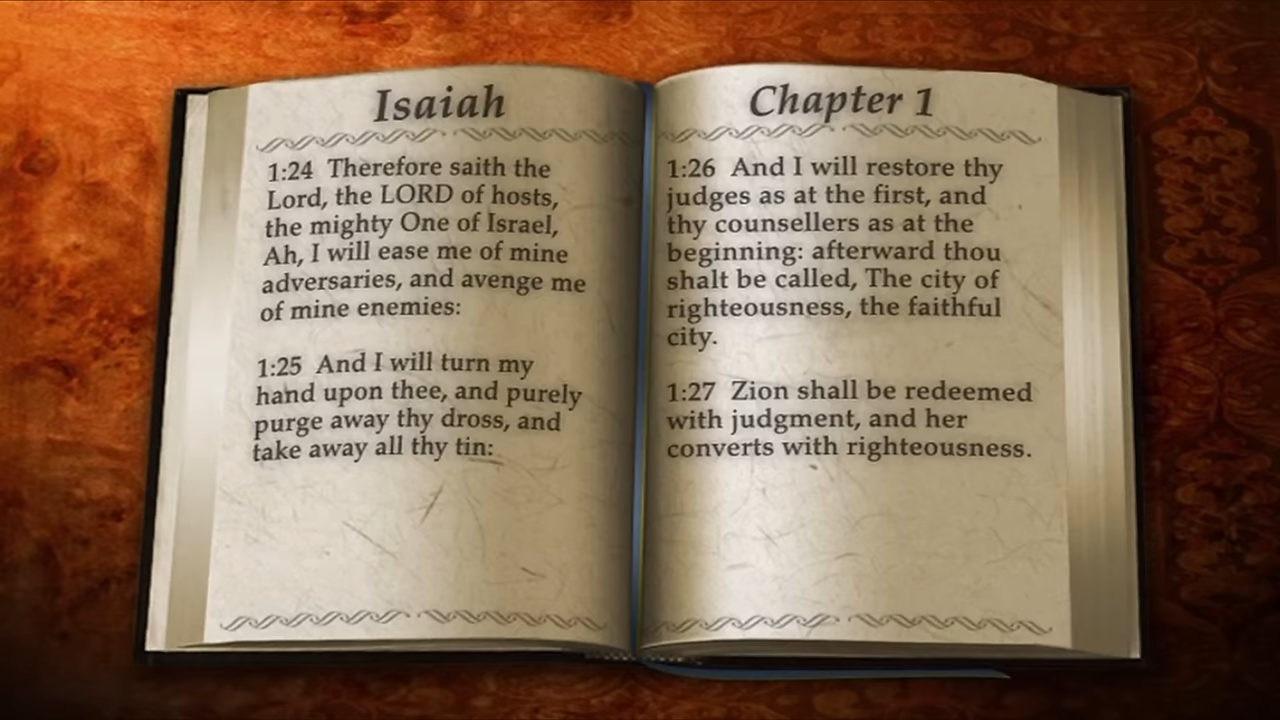 Isaiah
1:24 Therefore saith the
Lord, the LORD of hosts,
the mighty One of Israel,
Ah, I will ease me of mine
adversaries, and avenge me
of mine enemies:
1:25 And I will turn my
hand upon thee, and purely
purge away thy dross, and
take away all thy tin:
Chapter 1
1:26 And I will restore thy
judges as at the first, and
thy counsellers as at the
beginning: afterward thou
shalt be called, The city of
righteousness, the faithful
city.
1:27 Zion shall be redeemed
with judgment, and her
converts with righteousness.